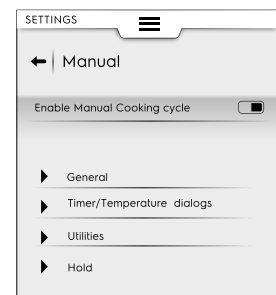 SETTINGS
Manual
Enable Manual Cooking cycle
General
Timer/Temperature dialogs
Utilities
Hold